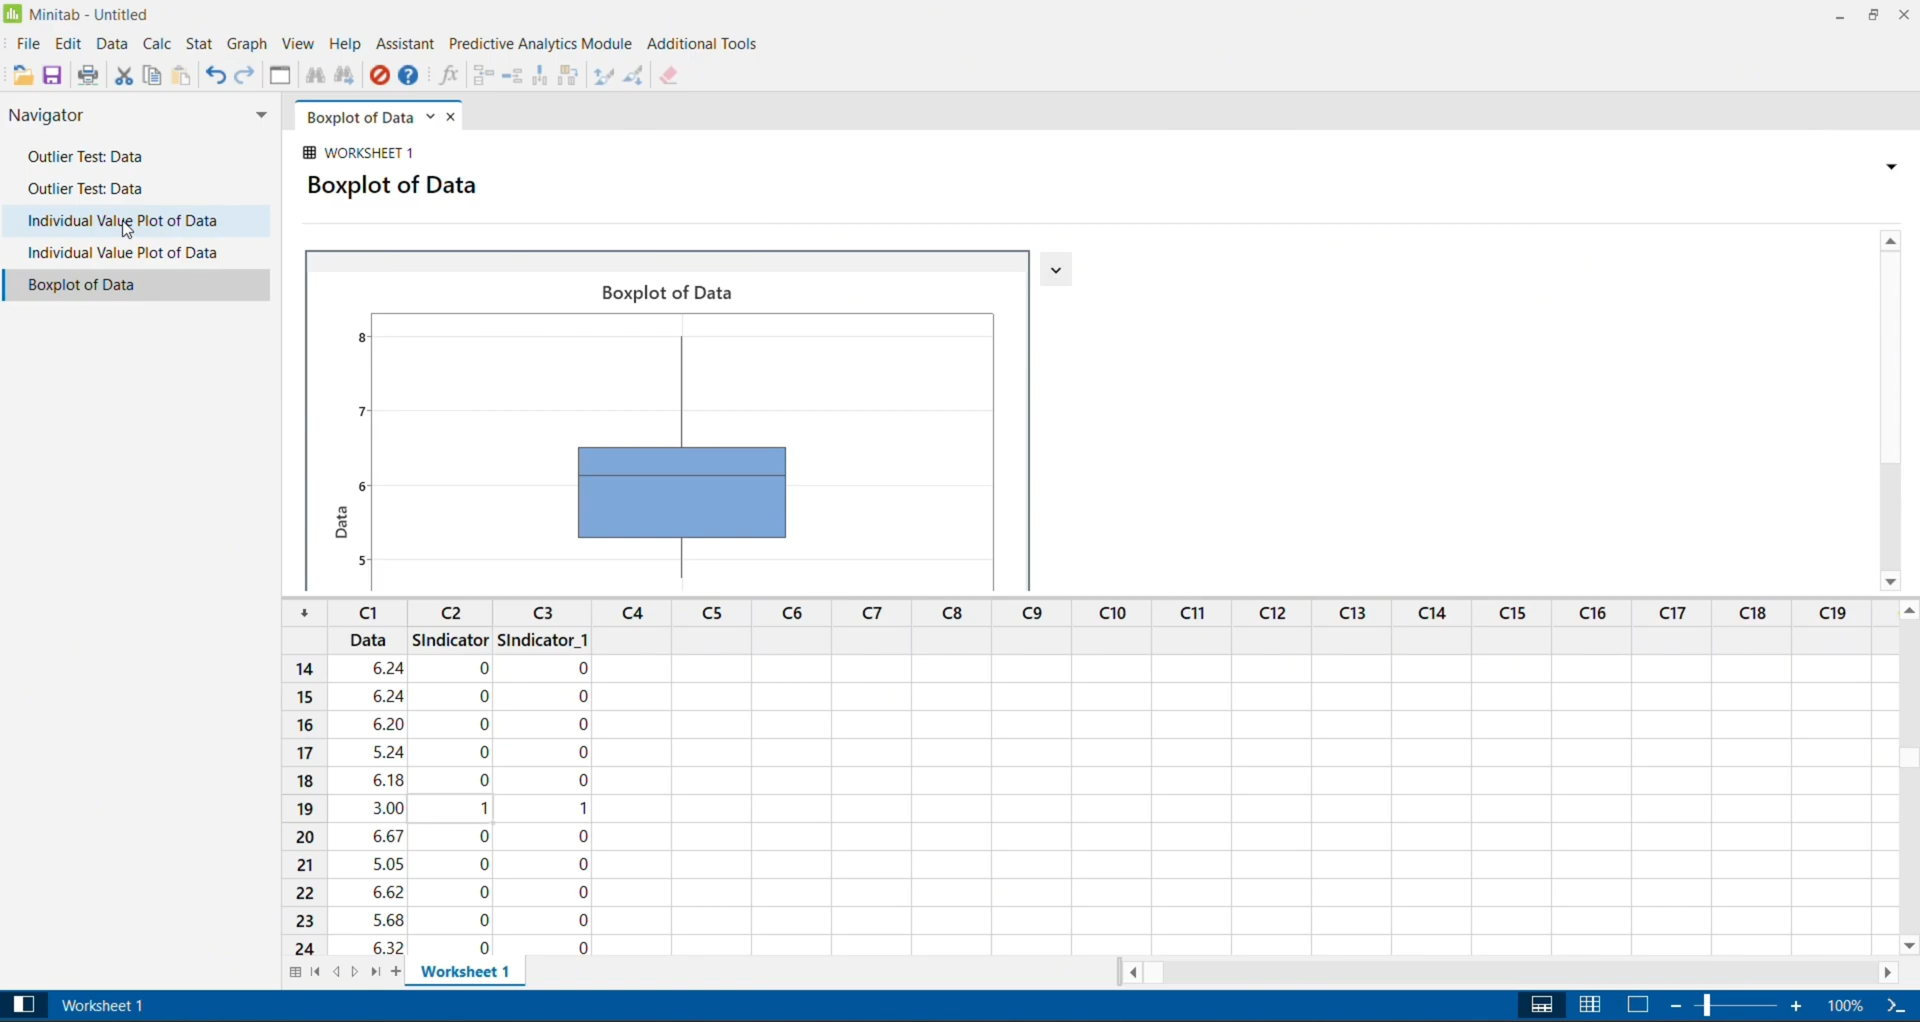 Minitab - Untitled
File Edit Data Calc Stat Graph View Help Assistant Predictive Analytics Module Additional Tools
Navigator
Outlier Test: Data
Outlier Test: Data
Individual Value Plot of Data
Individual Value Plot of Data
Boxplot of Data
Boxplot of Data
WORKSHEET 1
Boxplot of Data
Boxplot of Data
8
7
6
5
Data
C1 C2 C3 C4 C5 C6 C7 C8 C9 C10 C11 C12 C13 C14 C15 C16 C17 C18 C19
Data SIndicator SIndicator_1
14 6.24 0 0
15 6.24 0 0
16 6.20 0 0
17 5.24 0 0
18 6.18 0 0
19 3.00 1 1
20 6.67 0 0
21 5.05 0 0
22 6.62 0 0
23 5.68 0 0
24 6.32 0 0
Worksheet 1
Worksheet 1 100%